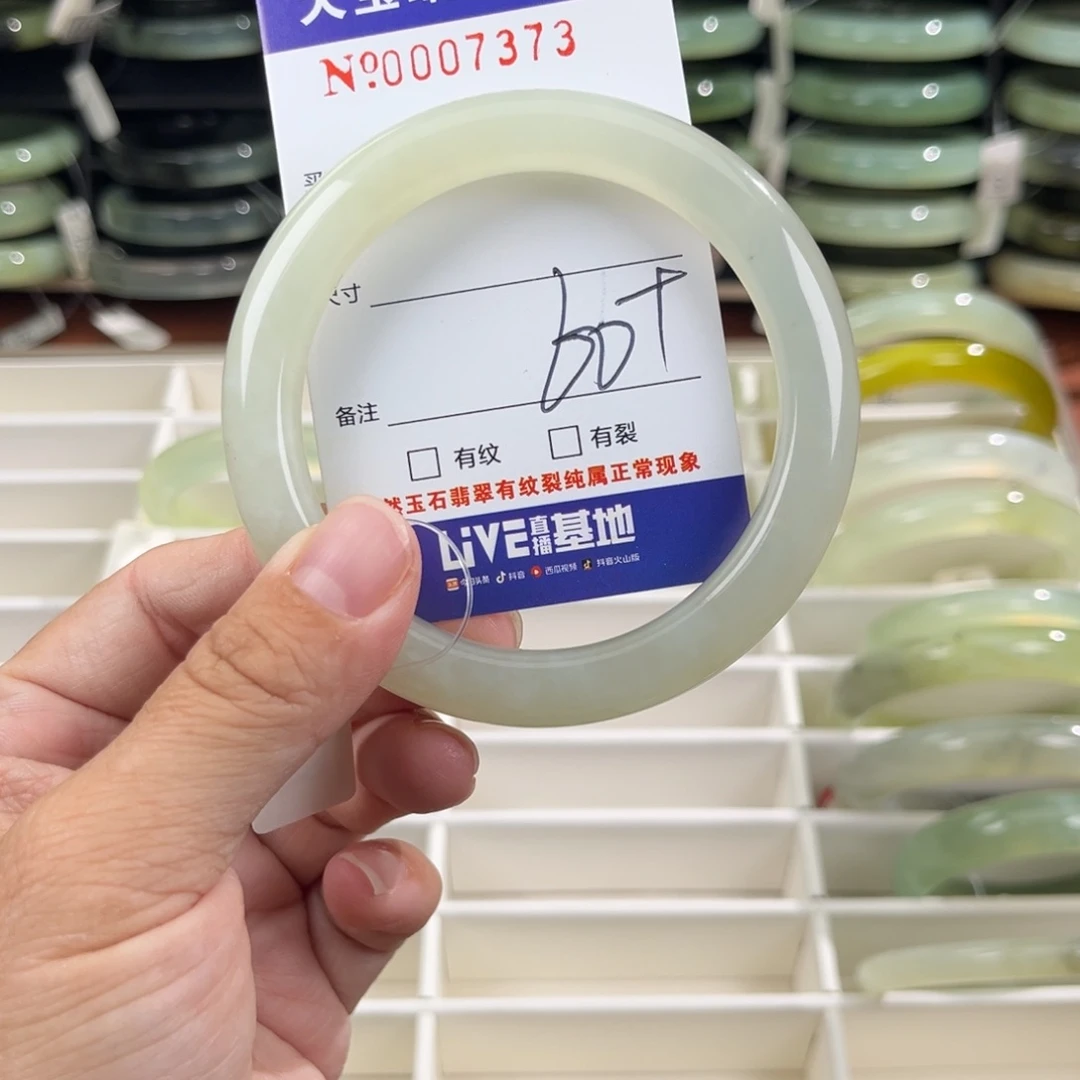 №0007373
寸
备注
有纹 有裂
玉石翡翠有纹裂纯属正常现象
LIVE直播基地
头条 抖音 西瓜视频 抖音火山版